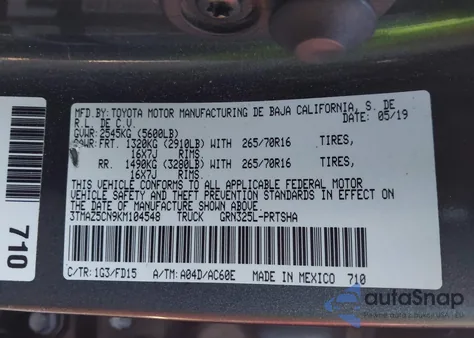 MFD.BY: TOYOTA MOTOR MANUFACTURING DE BAJA CALIFORNIA, S. DE
R.L. DE C.V. DATE: 05/19
GVWR: 2545KG (5600LB)
GAWR: FRT. 1320KG (2910LB) WITH 265/70R16 TIRES,
16X7J RIMS.
RR. 1490KG (3280LB) WITH 265/70R16 TIRES,
16X7J RIMS.
THIS VEHICLE CONFORMS TO ALL APPLICABLE FEDERAL MOTOR
VEHICLE SAFETY AND THEFT PREVENTION STANDARDS IN EFFECT ON
THE DATE OF MANUFACTURE SHOWN ABOVE.
3TMAZ5CN9KM104548 TRUCK GRN325L-PRTSHA
C/TR: 1G3/FD15 A/TM: A04D/AC60E MADE IN MEXICO 710
710
autoSnap